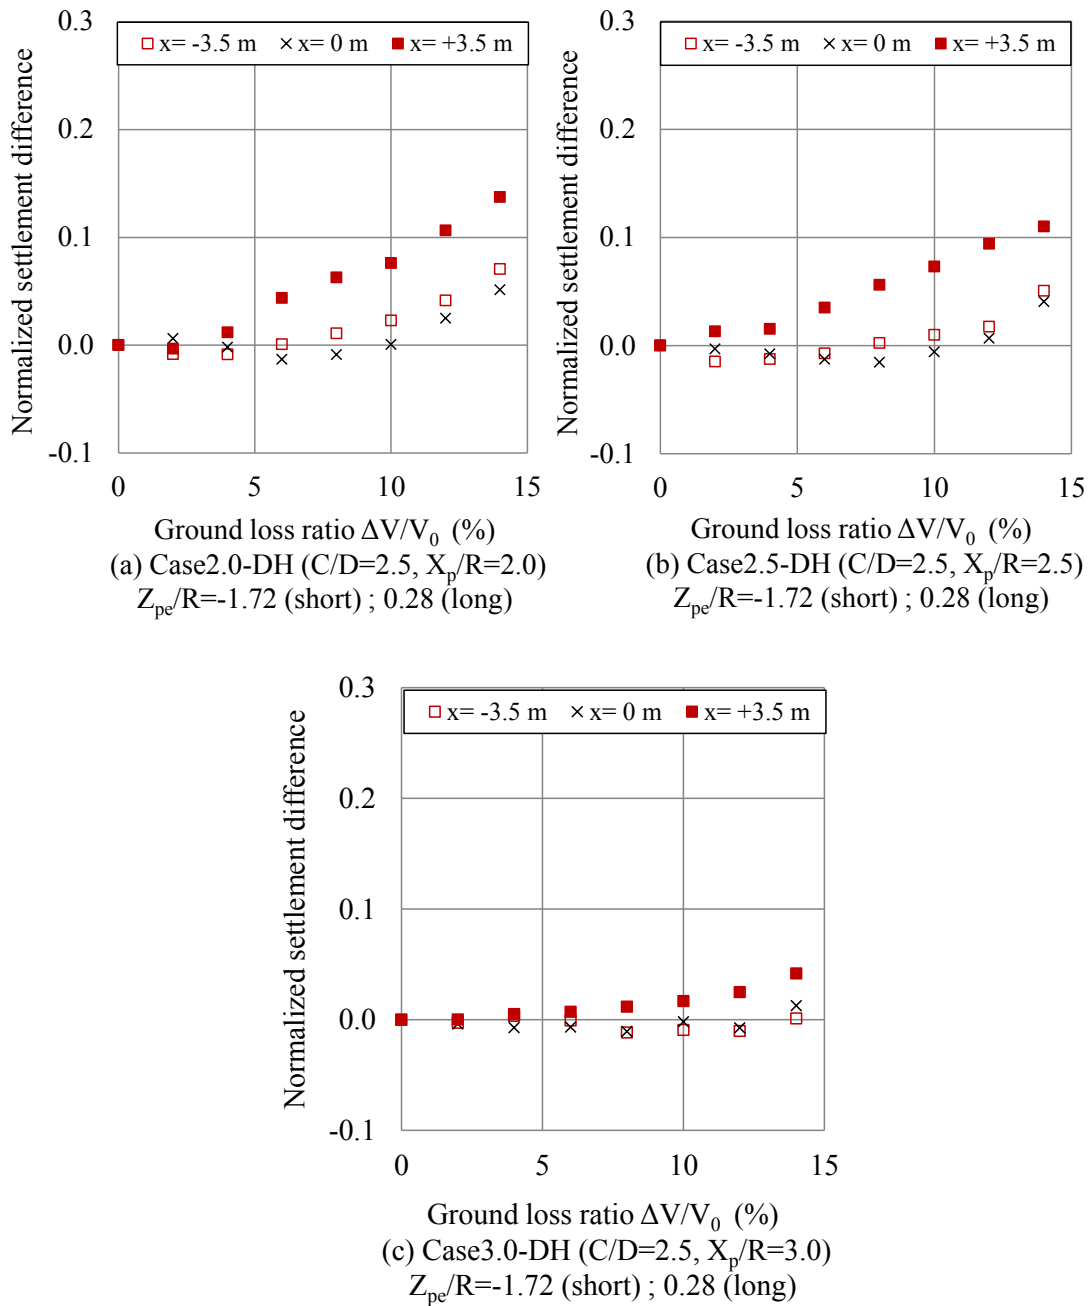 0.3
x= -3.5 m x= 0 m x= +3.5 m
0.2
0.1
0.0
-0.1
0 5 10 15
Normalized settlement difference
Ground loss ratio ΔV/V₀ (%)
(a) Case2.0-DH (C/D=2.5, Xₚ/R=2.0)
Zₚₑ/R=-1.72 (short) ; 0.28 (long)
0.3
x= -3.5 m x= 0 m x= +3.5 m
0.2
0.1
0.0
-0.1
0 5 10 15
Normalized settlement difference
Ground loss ratio ΔV/V₀ (%)
(b) Case2.5-DH (C/D=2.5, Xₚ/R=2.5)
Zₚₑ/R=-1.72 (short) ; 0.28 (long)
0.3
x= -3.5 m x= 0 m x= +3.5 m
0.2
0.1
0.0
-0.1
0 5 10 15
Normalized settlement difference
Ground loss ratio ΔV/V₀ (%)
(c) Case3.0-DH (C/D=2.5, Xₚ/R=3.0)
Zₚₑ/R=-1.72 (short) ; 0.28 (long)